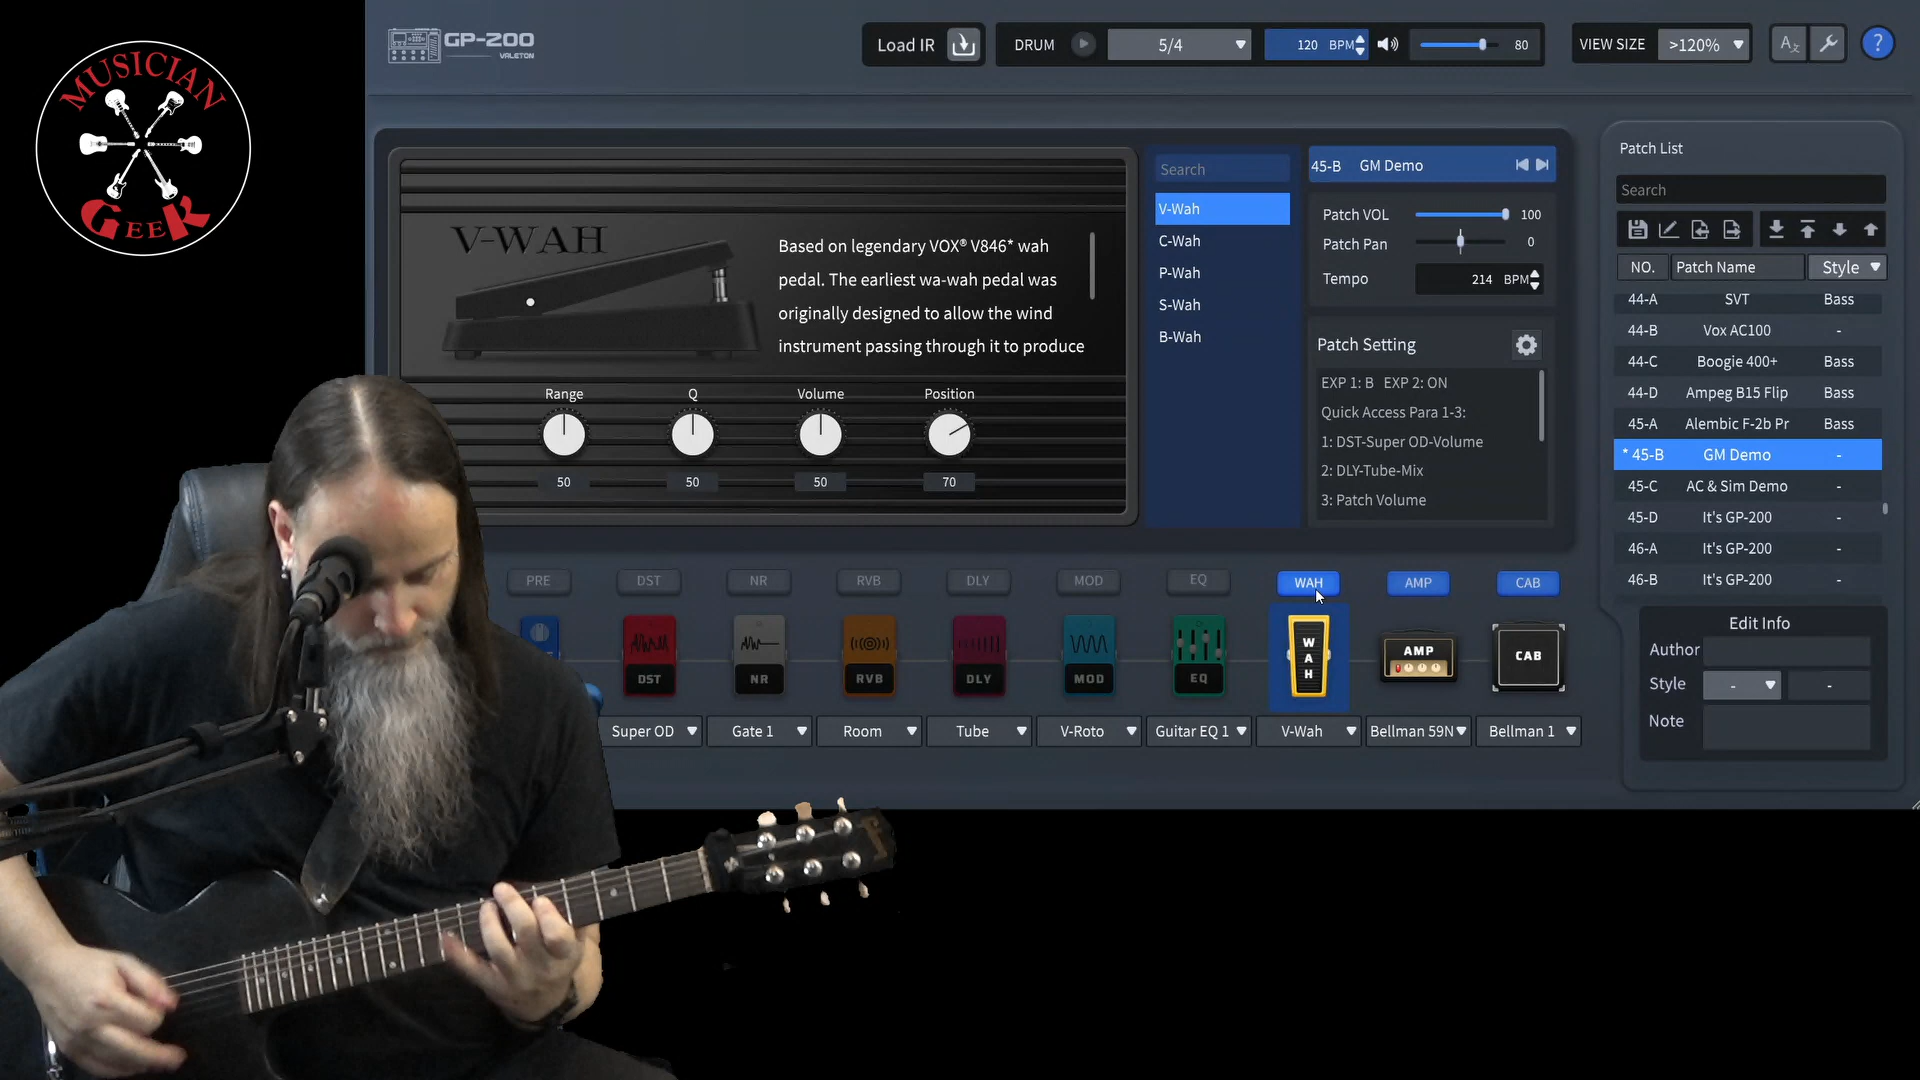 MUSICIAN
GEEK
GP-200
VALETON
Load IR
DRUM
5/4
120 BPM
80
VIEW SIZE
>120%
?
V-WAH
Based on legendary VOX® V846* wah
pedal. The earliest wa-wah pedal was
originally designed to allow the wind
instrument passing through it to produce
Range
Q
Volume
Position
50
50
50
70
Search
V-Wah
C-Wah
P-Wah
S-Wah
B-Wah
45-B GM Demo
Patch VOL 100
Patch Pan 0
Tempo 214 BPM
Patch Setting
EXP 1: B EXP 2: ON
Quick Access Para 1-3:
1: DST-Super OD-Volume
2: DLY-Tube-Mix
3: Patch Volume
Patch List
Search
NO. Patch Name Style
44-A SVT Bass
44-B Vox AC100 -
44-C Boogie 400+ Bass
44-D Ampeg B15 Flip Bass
45-A Alembic F-2b Pr Bass
* 45-B GM Demo -
45-C AC & Sim Demo -
45-D It's GP-200 -
46-A It's GP-200 -
46-B It's GP-200 -
Edit Info
Author
Style - -
Note
PRE DST NR RVB DLY MOD EQ WAH AMP CAB
DST NR RVB DLY MOD EQ WAH AMP CAB
Super OD Gate 1 Room Tube V-Roto Guitar EQ 1 V-Wah Bellman 59N Bellman 1